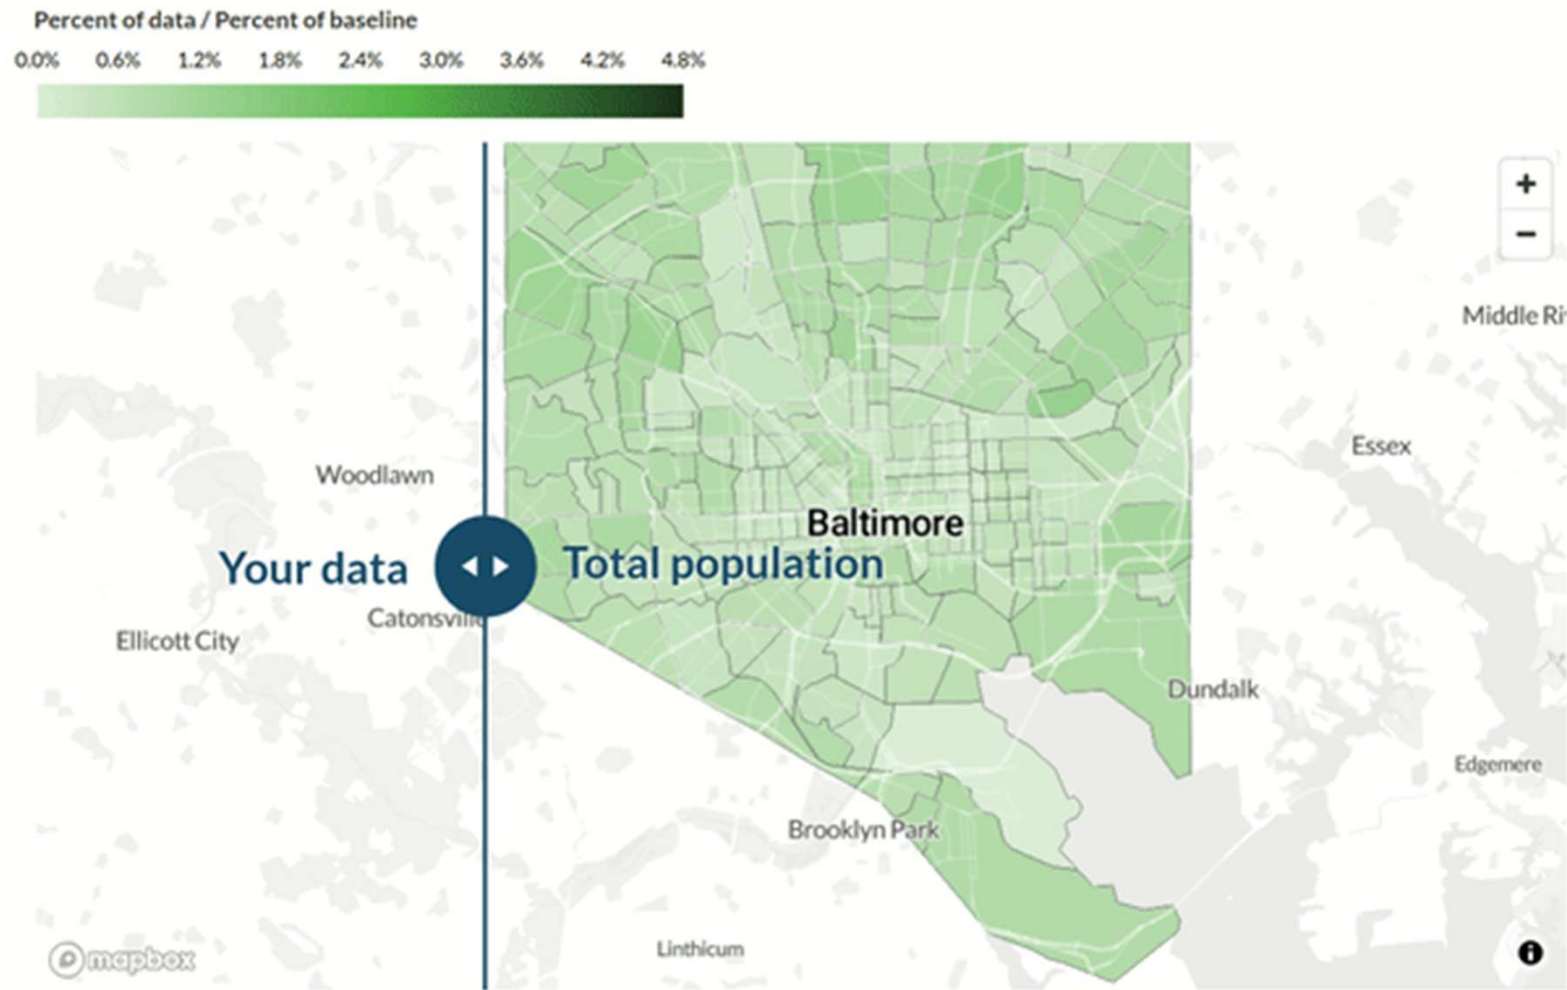 Percent of data / Percent of baseline
0.0% 0.6% 1.2% 1.8% 2.4% 3.0% 3.6% 4.2% 4.8%
+
−
Middle Ri
Essex
Woodlawn
Baltimore
Your data
Total population
Catonsville
Ellicott City
Dundalk
Edgemere
Brooklyn Park
Linthicum
mapbox
i